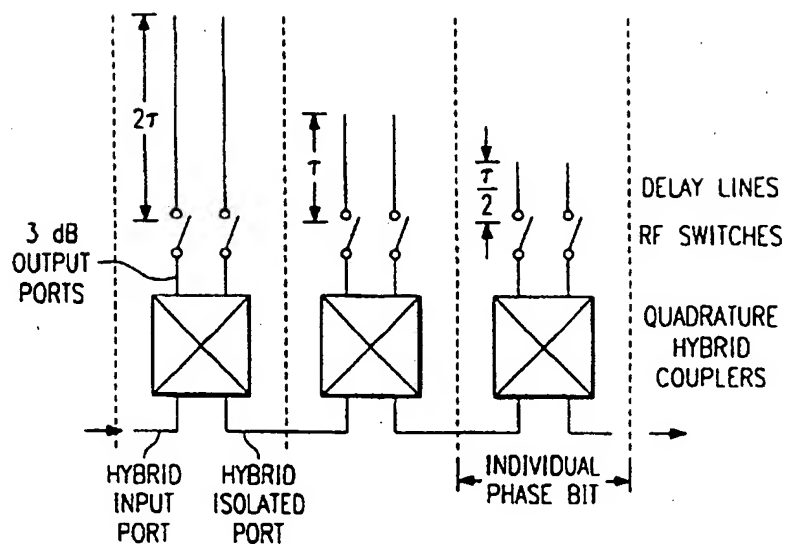 2τ
τ
τ
2
DELAY LINES
RF SWITCHES
3 dB
OUTPUT
PORTS
QUADRATURE
HYBRID
COUPLERS
HYBRID
INPUT
PORT
HYBRID
ISOLATED
PORT
INDIVIDUAL
PHASE BIT